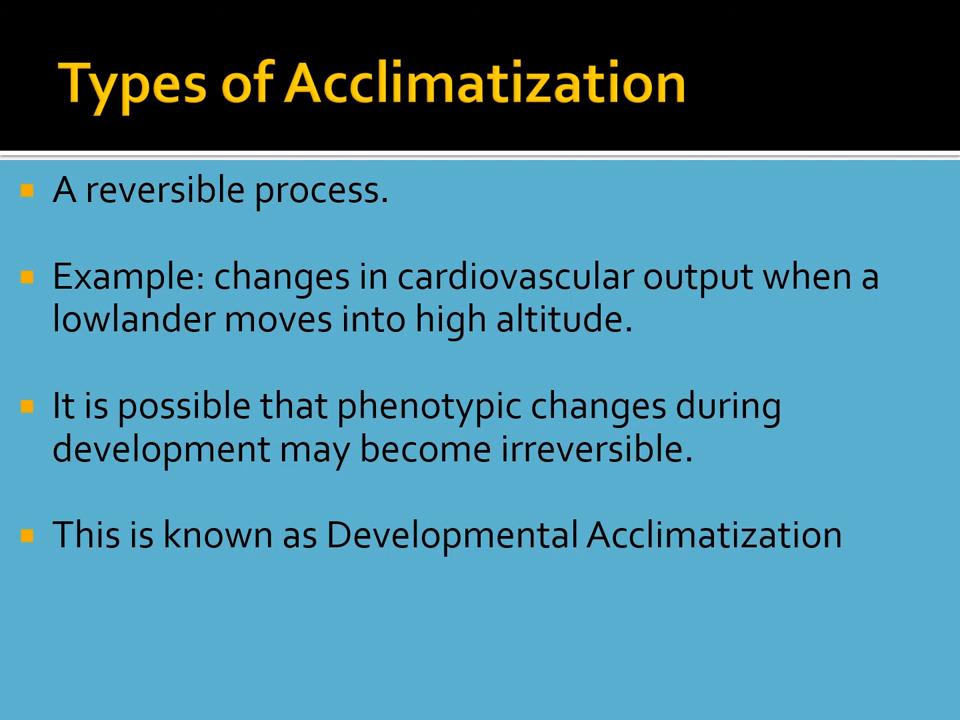 Types of Acclimatization
A reversible process.
Example: changes in cardiovascular output when a
lowlander moves into high altitude.
It is possible that phenotypic changes during
development may become irreversible.
This is known as Developmental Acclimatization